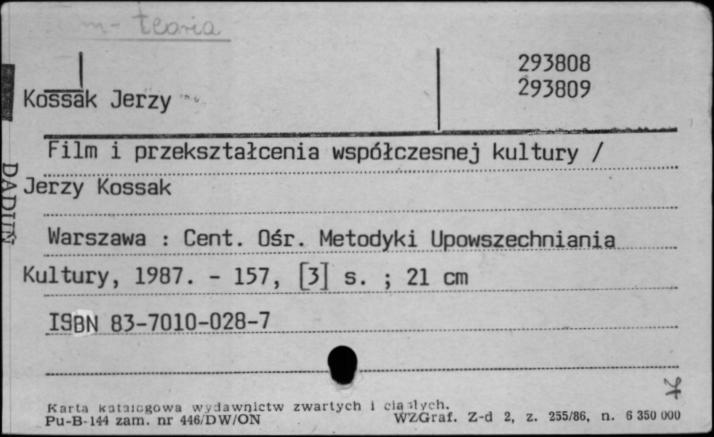 teoria
293808
293809
Kossak Jerzy
Film i przekształcenia współczesnej kultury /
Jerzy Kossak
Warszawa : Cent. Ośr. Metodyki Upowszechniania
Kultury, 1987. - 157, [3] s. ; 21 cm
ISBN 83-7010-028-7
Karta katalogowa wydawnictw zwartych i ciągłych.
Pu-B-144 zam. nr 446/DW/ON
WZGraf. Z-d 2, z. 255/86, n. 6 350 000